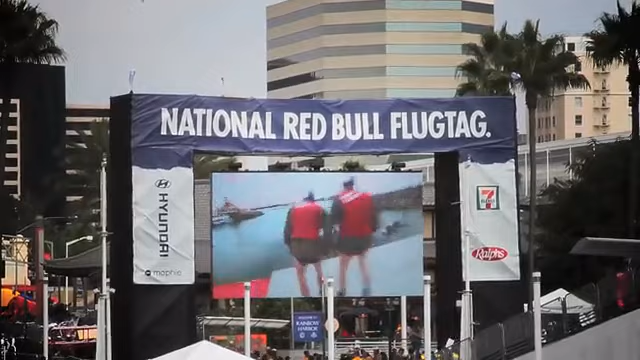 NATIONAL RED BULL FLUGTAG.
HYUNDAI
mophie
7
ELEVEN
Ralphs
RAINBOW
HARBOR